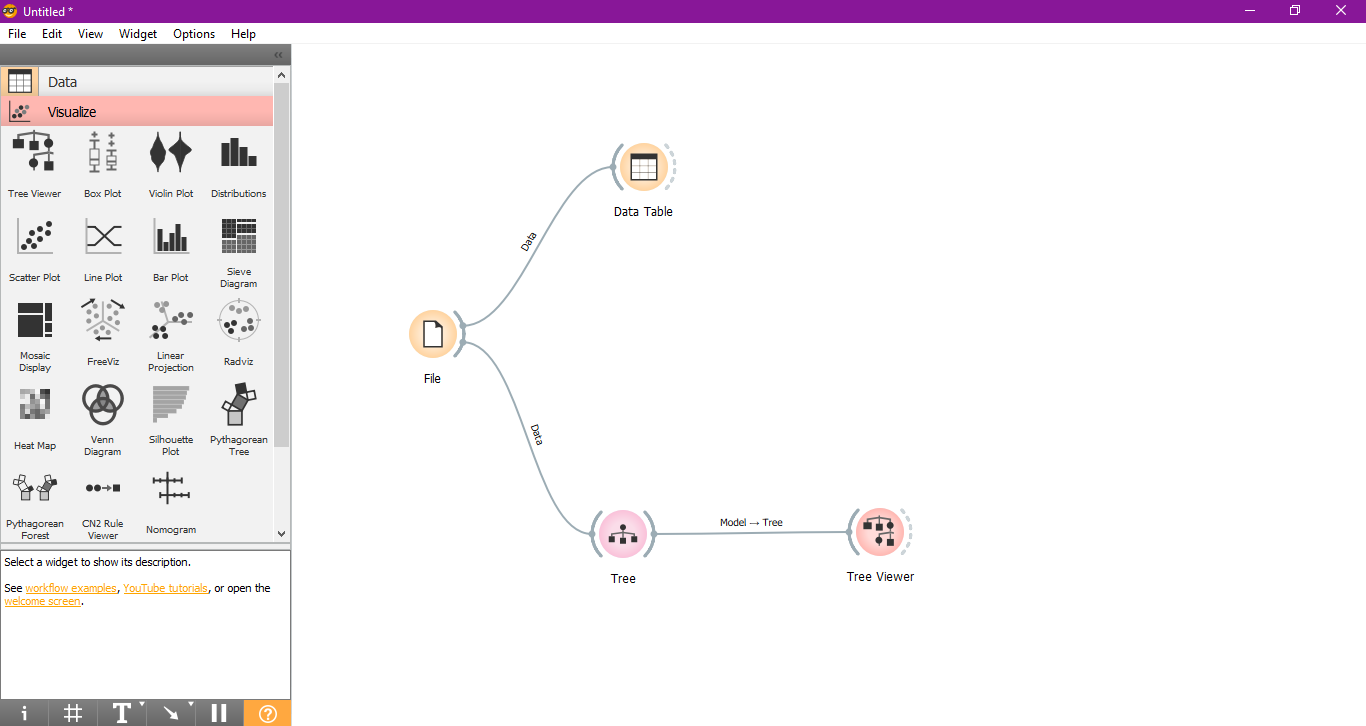 Untitled *
File Edit View Widget Options Help
Data
Visualize
Tree Viewer Box Plot Violin Plot Distributions
Scatter Plot Line Plot Bar Plot Sieve
Diagram
Mosaic
Display FreeViz Linear
Projection Radviz
Heat Map Venn
Diagram Silhouette
Plot Pythagorean
Tree
Pythagorean
Forest CN2 Rule
Viewer Nomogram
Select a widget to show its description.
See workflow examples, YouTube tutorials, or open the
welcome screen.
Data Table
Data
File
Data
Tree
Model → Tree
Tree Viewer